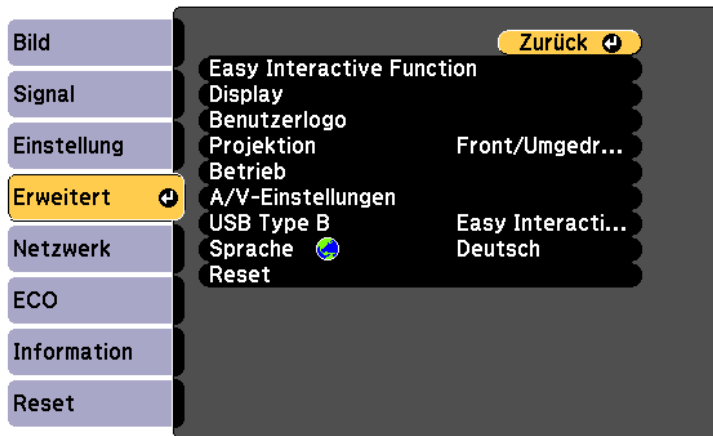 Bild
Signal
Einstellung
Erweitert
Netzwerk
ECO
Information
Reset
Zurück
Easy Interactive Function
Display
Benutzerlogo
Projektion Front/Umgedr...
Betrieb
A/V-Einstellungen
USB Type B Easy Interacti...
Sprache Deutsch
Reset